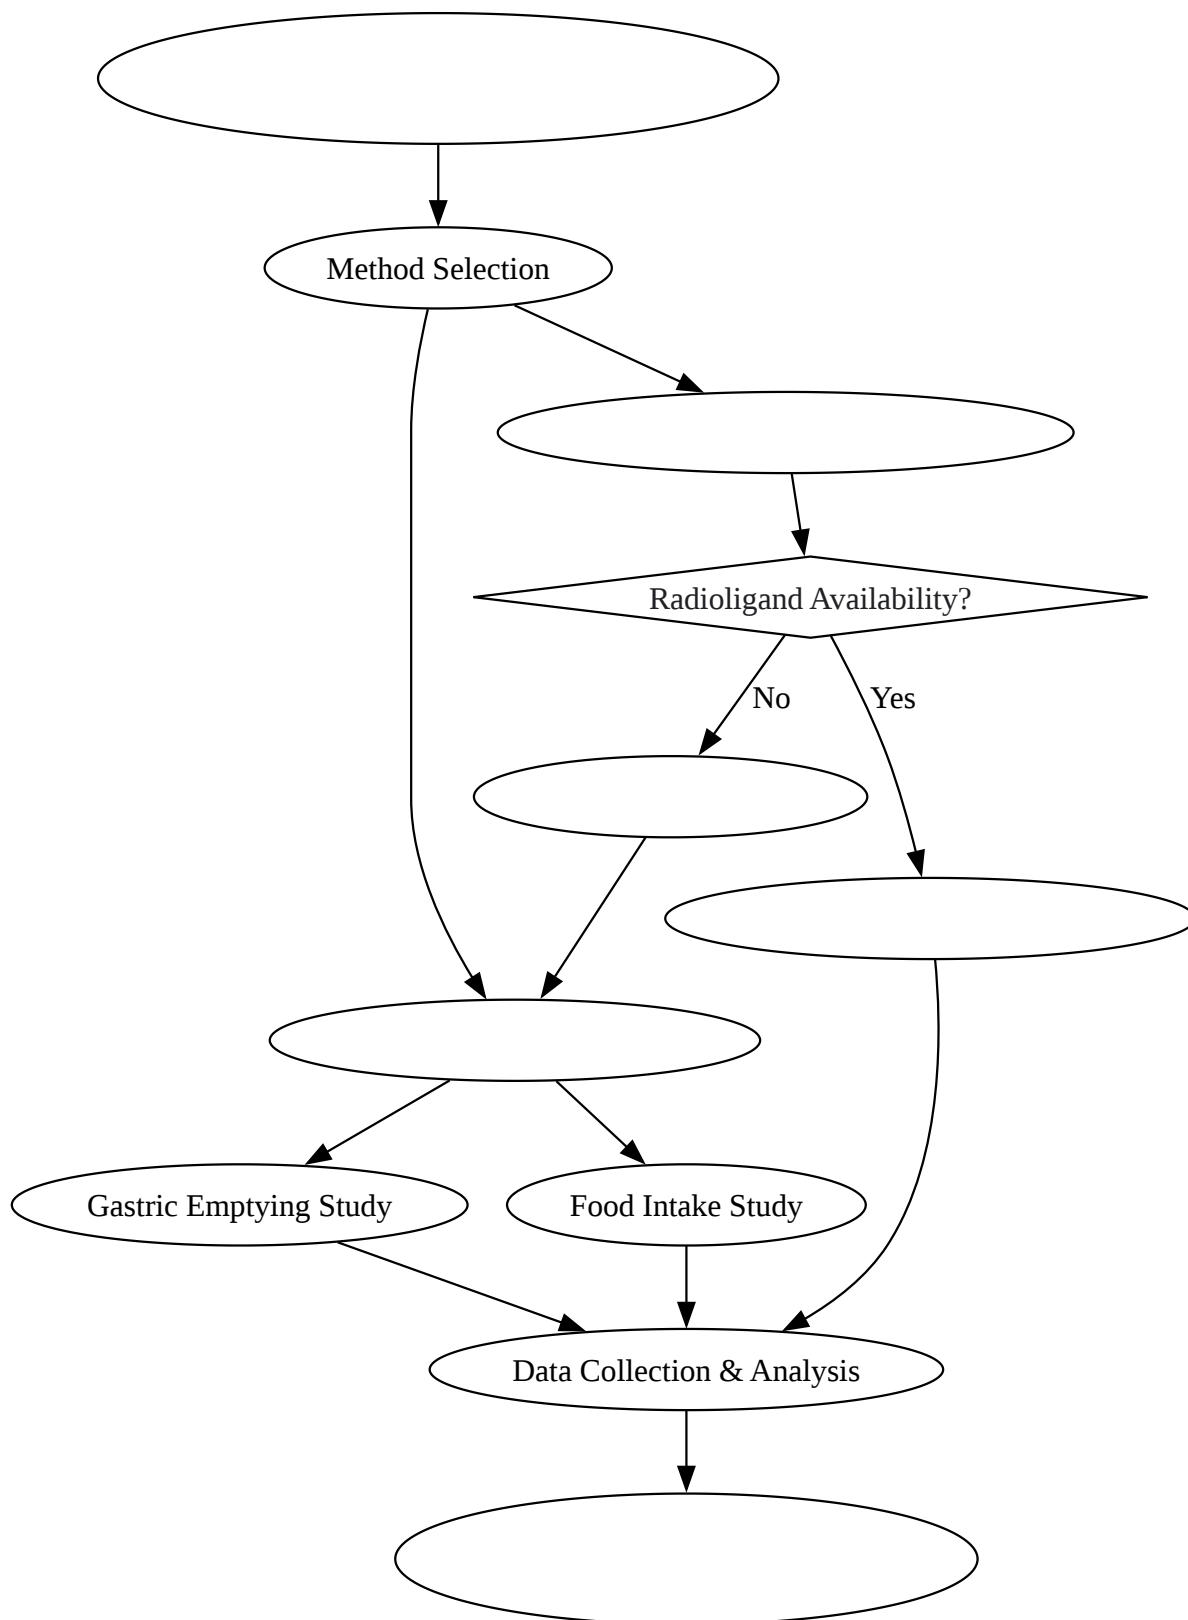 Method Selection
Radioligand Availability?
No
Yes
Gastric Emptying Study
Food Intake Study
Data Collection & Analysis